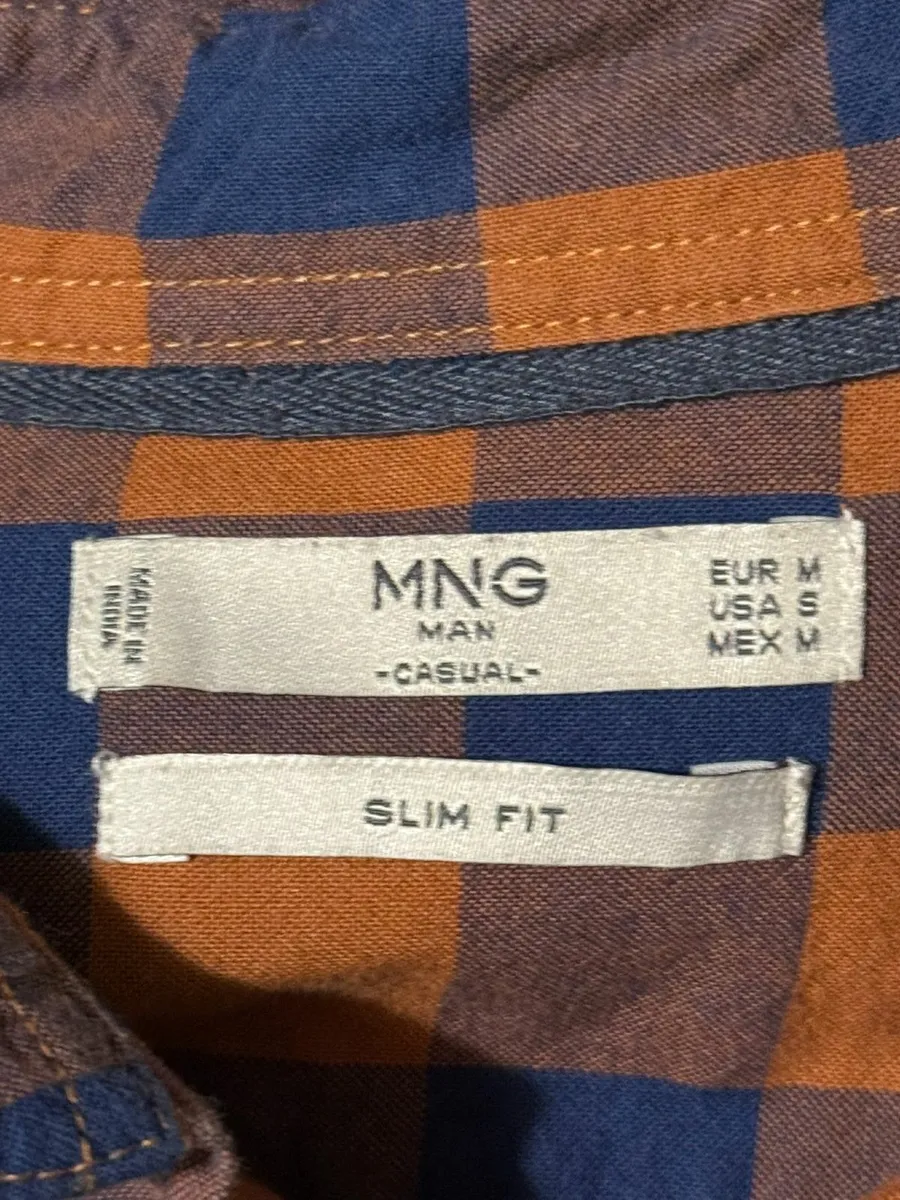 MADE IN
INDIA
MNG
MAN
-CASUAL-
EUR M
USA S
MEX M
SLIM FIT